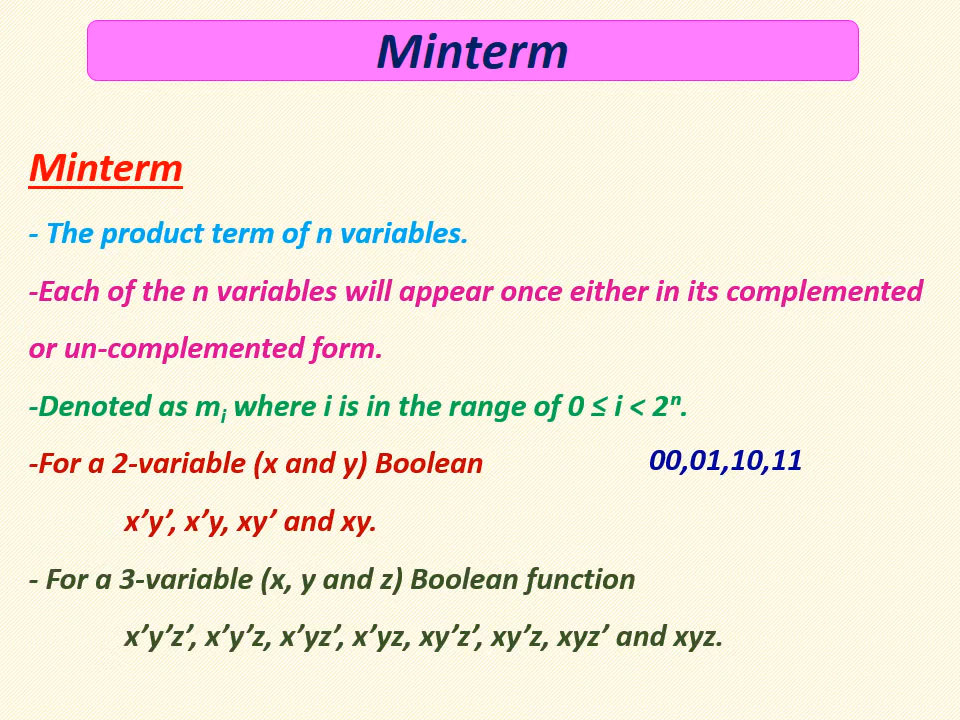 Minterm
Minterm
- The product term of n variables.
-Each of the n variables will appear once either in its complemented
or un-complemented form.
-Denoted as mᵢ where i is in the range of 0 ≤ i < 2ⁿ.
-For a 2-variable (x and y) Boolean 00,01,10,11
x’y’, x’y, xy’ and xy.
- For a 3-variable (x, y and z) Boolean function
x’y’z’, x’y’z, x’yz’, x’yz, xy’z’, xy’z, xyz’ and xyz.